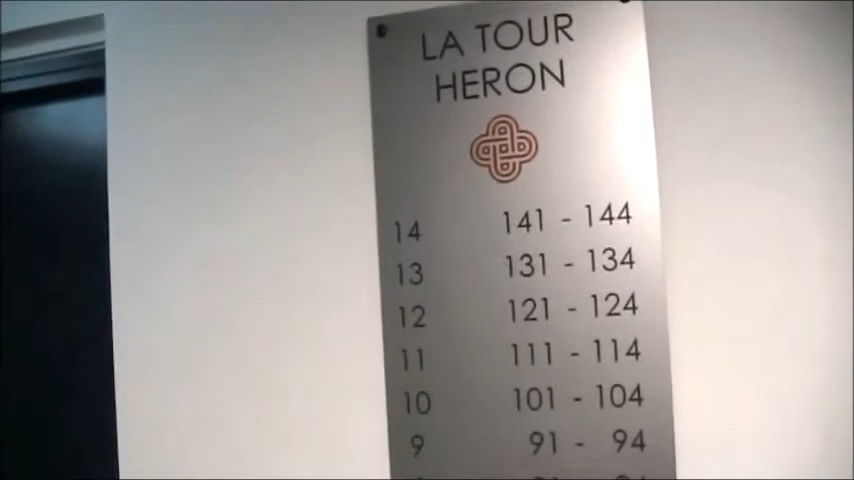 LA TOUR
HERON
14 141 - 144
13 131 - 134
12 121 - 124
11 111 - 114
10 101 - 104
9 91 - 94